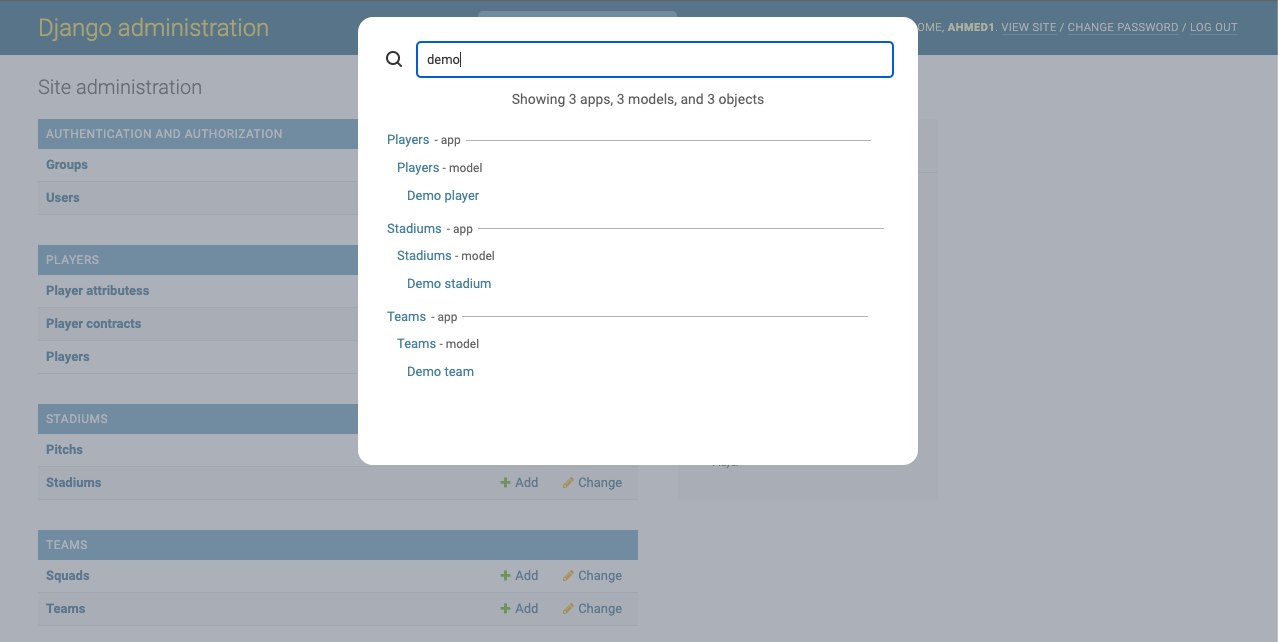 Django administration
OME, AHMED1. VIEW SITE / CHANGE PASSWORD / LOG OUT
demo
Showing 3 apps, 3 models, and 3 objects
Players - app
Players - model
Demo player
Stadiums - app
Stadiums - model
Demo stadium
Teams - app
Teams - model
Demo team
Site administration
AUTHENTICATION AND AUTHORIZATION
Groups
Users
PLAYERS
Player attributess
Player contracts
Players
STADIUMS
Pitchs
Stadiums Add Change
TEAMS
Squads Add Change
Teams Add Change